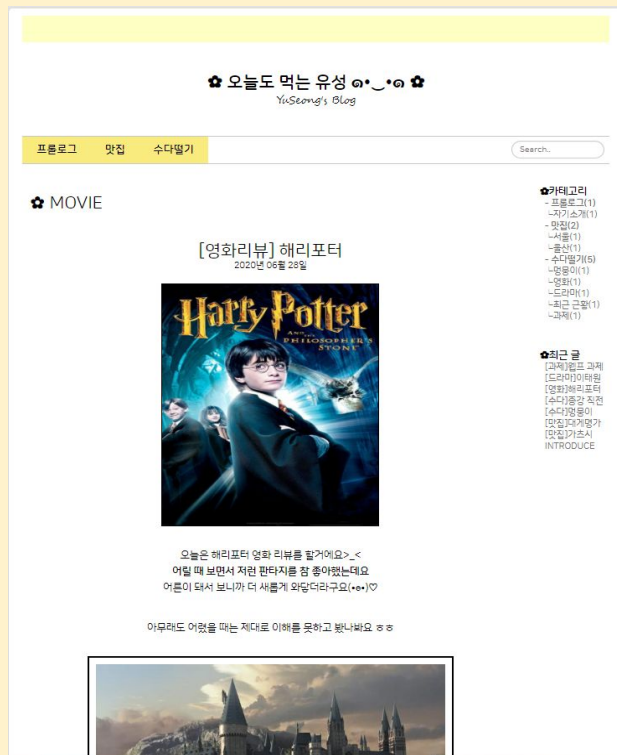 ✿ 오늘도 먹는 유성 ๑•‿•๑ ✿
YuSeong's Blog
프롤로그 맛집 수다떨기
Search..
✿ MOVIE
[영화리뷰] 해리포터
2020년 06월 28일
Harry Potter
AND THE
PHILOSOPHER'S
STONE
오늘은 해리포터 영화 리뷰를 할거에요>_<
어릴 때 보면서 저런 판타지를 참 좋아했는데요
어른이 돼서 보니까 더 새롭게 와닿더라구요(•ʚ•)♡
아무래도 어렸을 때는 제대로 이해를 못하고 봤나봐요 ㅎㅎ
✿카테고리
- 프롤로그(1)
└자기소개(1)
- 맛집(2)
└서울(1)
└울산(1)
- 수다떨기(5)
└멍뭉이(1)
└영화(1)
└드라마(1)
└최근 근황(1)
└과제(1)
✿최근 글
[과제]웹프 과제
[드라마]이태원
[영화]해리포터
[수다]종강 직전
[수다]멍뭉이
[맛집]대게명가
[맛집]가츠시
INTRODUCE